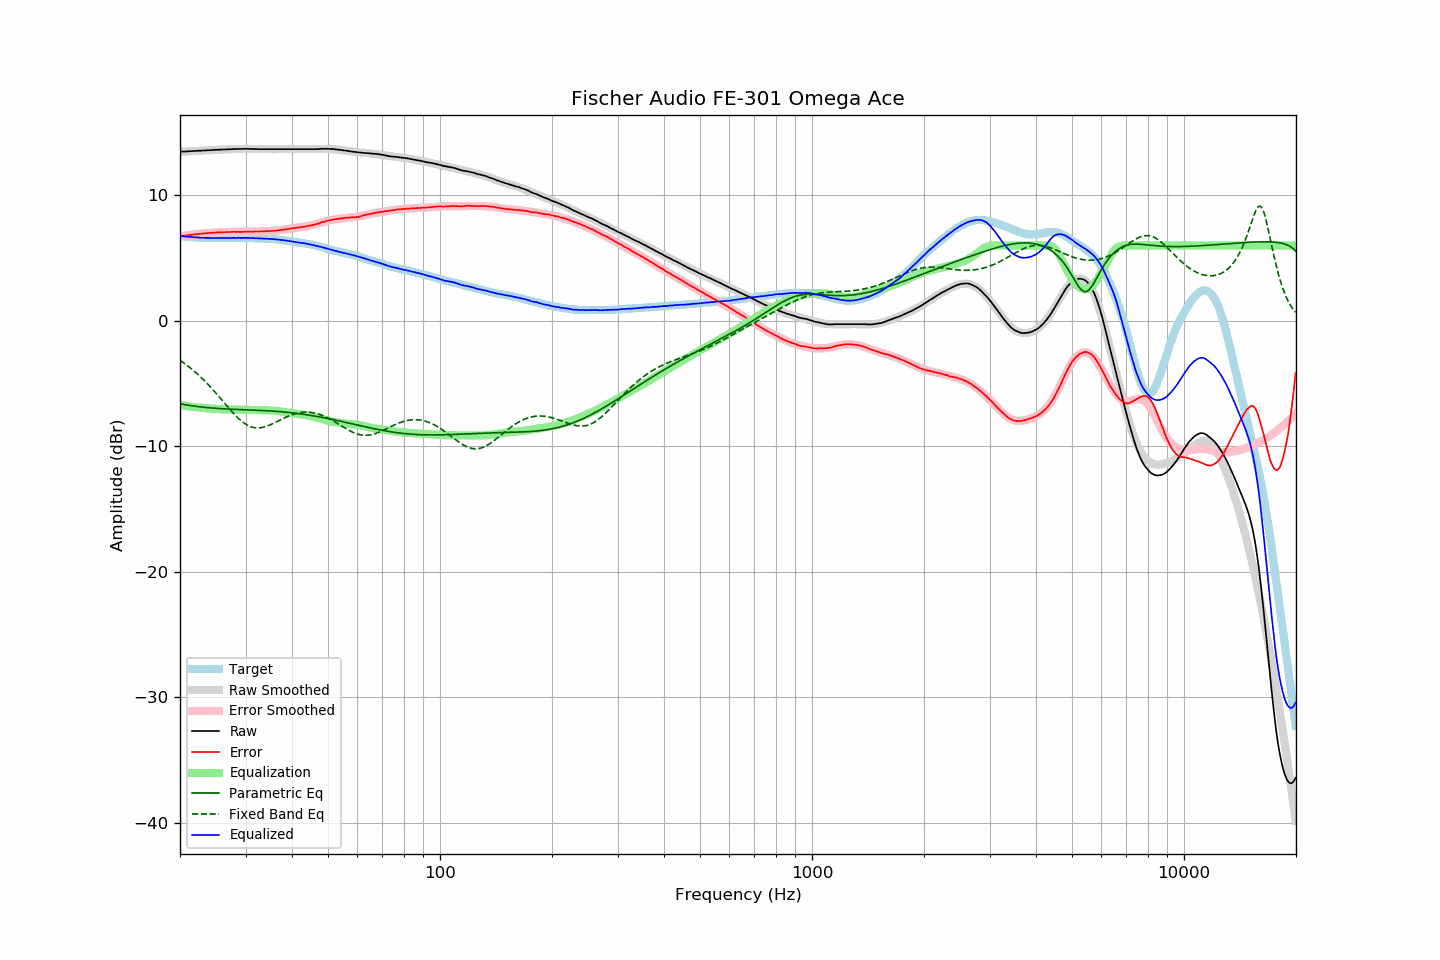 Fischer Audio FE-301 Omega Ace
Amplitude (dBr)
10
0
−10
−20
−30
−40
Target
Raw Smoothed
Error Smoothed
Raw
Error
Equalization
Parametric Eq
Fixed Band Eq
Equalized
100
1000
10000
Frequency (Hz)